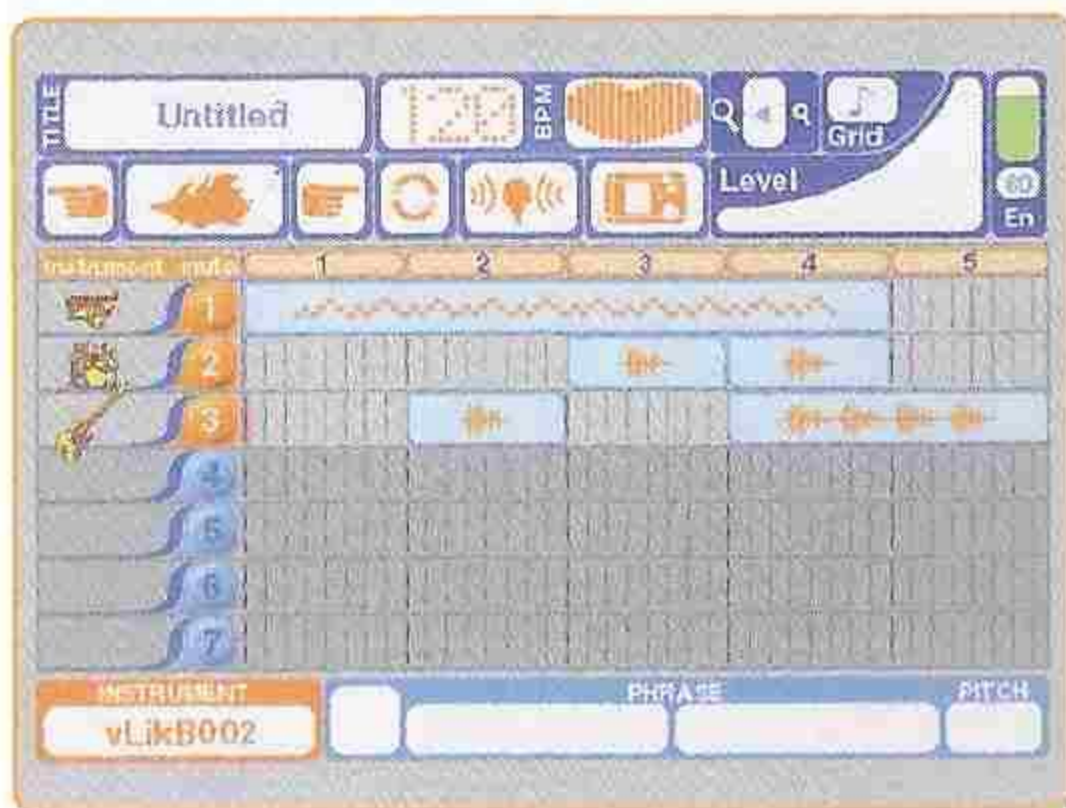 TITLE
Untitled
120
BPM
Grid
Level
60
En
Instrument mute
1 2 3 4 5
1
2
3
4
5
6
7
INSTRUMENT
vLikB002
PHRASE
PITCH